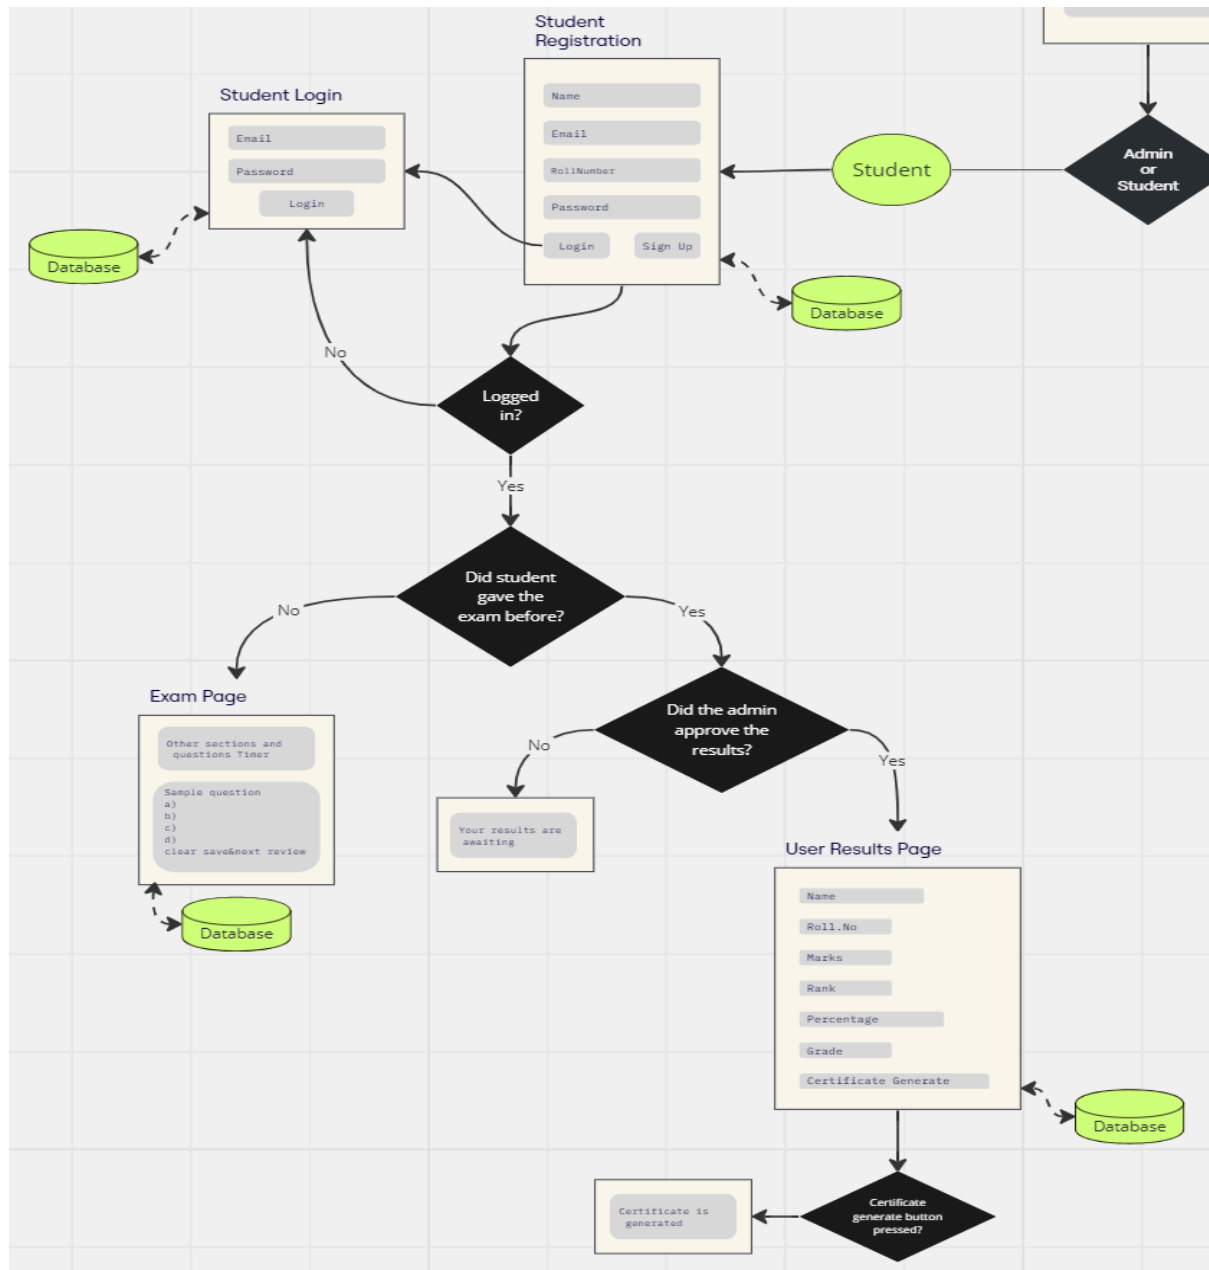 Student
Registration
Name
Email
RollNumber
Password
Login
Sign Up
Student Login
Email
Password
Login
Database
Student
Admin
or
Student
Database
No
Logged
in?
Yes
Did student
gave the
exam before?
No
Yes
Exam Page
Other sections and
questions Timer
Sample question
a)
b)
c)
d)
clear save&next review
Database
Did the admin
approve the
results?
No
Yes
Your results are
awaiting
User Results Page
Name
Roll.No
Marks
Rank
Percentage
Grade
Certificate Generate
Database
Certificate
generate button
pressed?
Certificate is
generated